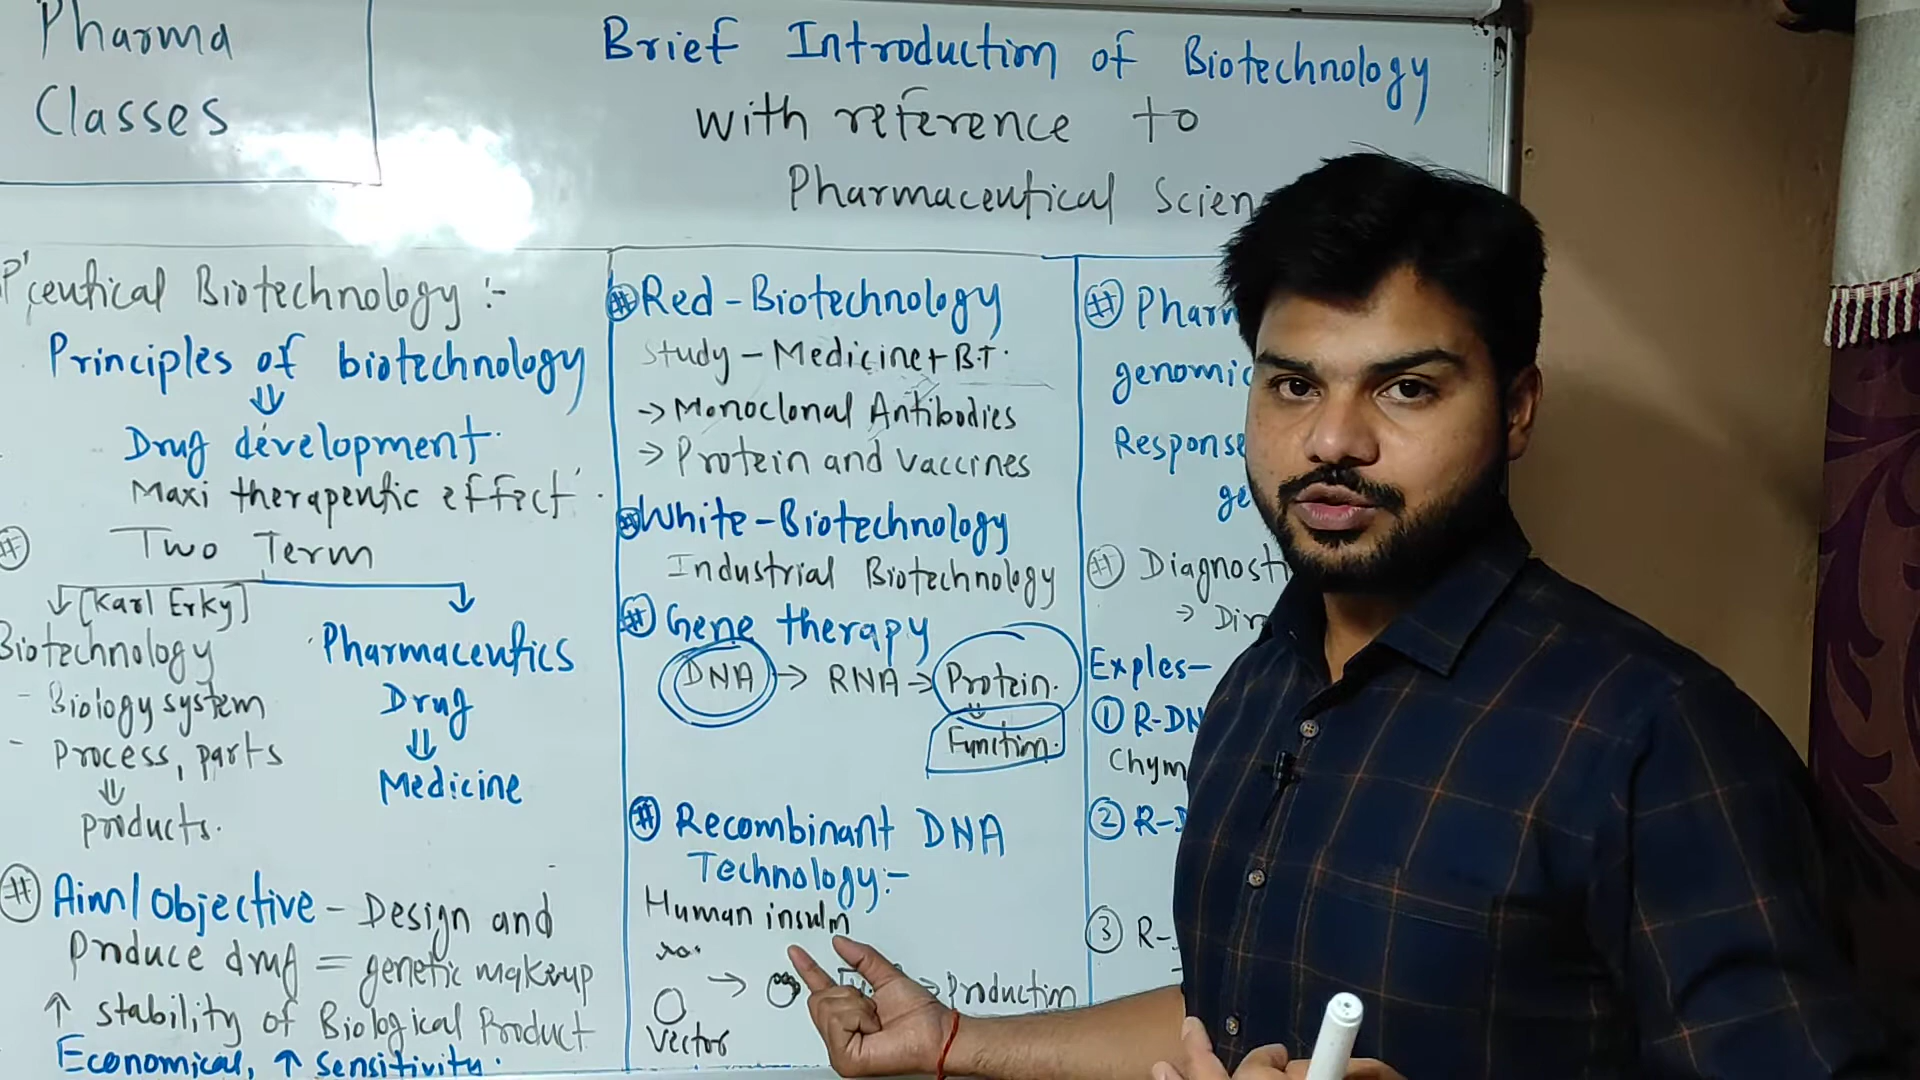 Pharma
Classes
Brief Introduction of Biotechnology
with reference to
Pharmaceutical Scien
P'ceutical Biotechnology :-
Principles of biotechnology
⇓
Drug development.
Maxi therapeutic effect.
# Two Term
↓ [Karl Erky] ↓
Biotechnology
- Biology system
- Process, parts
⇓
products.
Pharmaceutics
Drug
⇓
Medicine
# Aim/Objective - Design and
produce drug = genetic makeup
↑ stability of Biological Product
Economical, ↑ sensitivity.
# Red-Biotechnology
Study - Medicine + B.T.
→ Monoclonal Antibodies
→ Protein and vaccines
# White-Biotechnology
Industrial Biotechnology
# Gene therapy
DNA → RNA → Protein.
Function.
# Recombinant DNA
Technology:-
Human insulin
→ → Production
Vector
# Pharm
genomic
Response
ge
# Diagnosti
→ Dir
Exples-
① R-DN
Chym
② R-D
③ R-